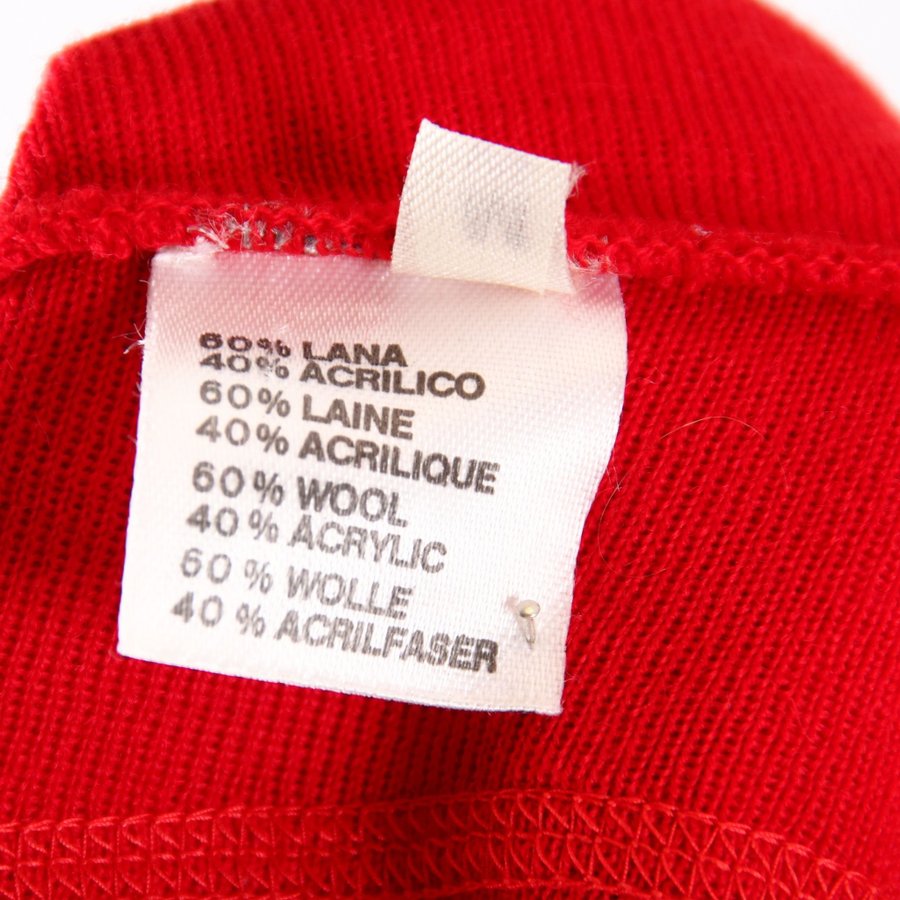 60% LANA
40% ACRILICO
60% LAINE
40% ACRILIQUE
60% WOOL
40% ACRYLIC
60% WOLLE
40% ACRILFASER